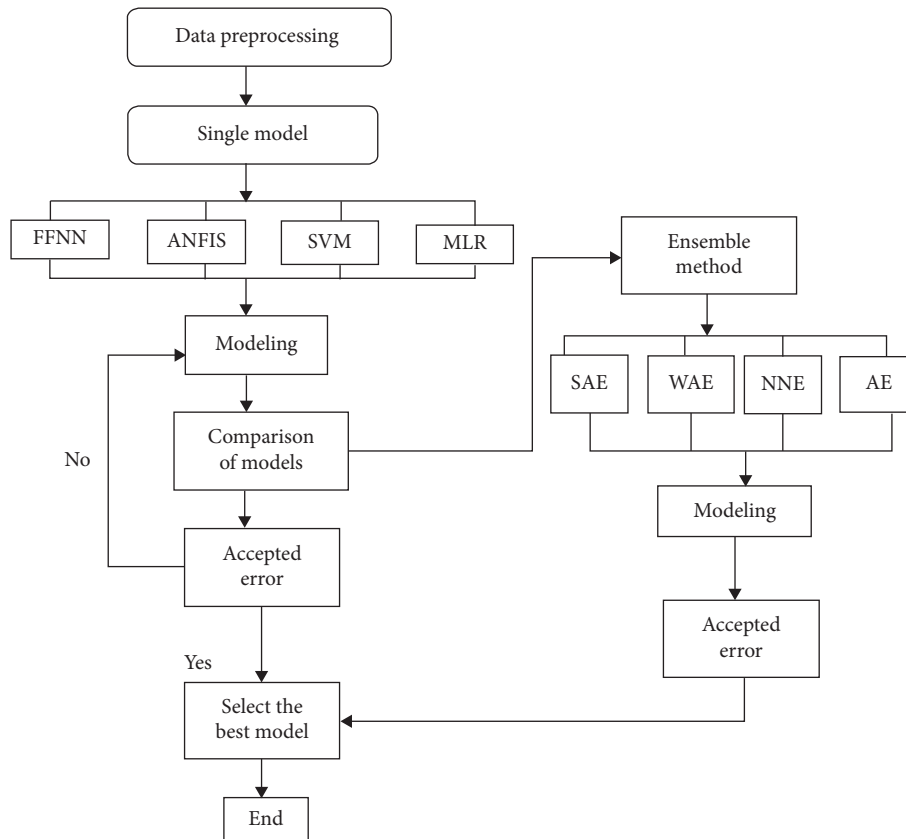 Data preprocessing
Single model
FFNN
ANFIS
SVM
MLR
Modeling
Comparison
of models
No
Accepted
error
Yes
Select the
best model
End
Ensemble
method
SAE
WAE
NNE
AE
Modeling
Accepted
error